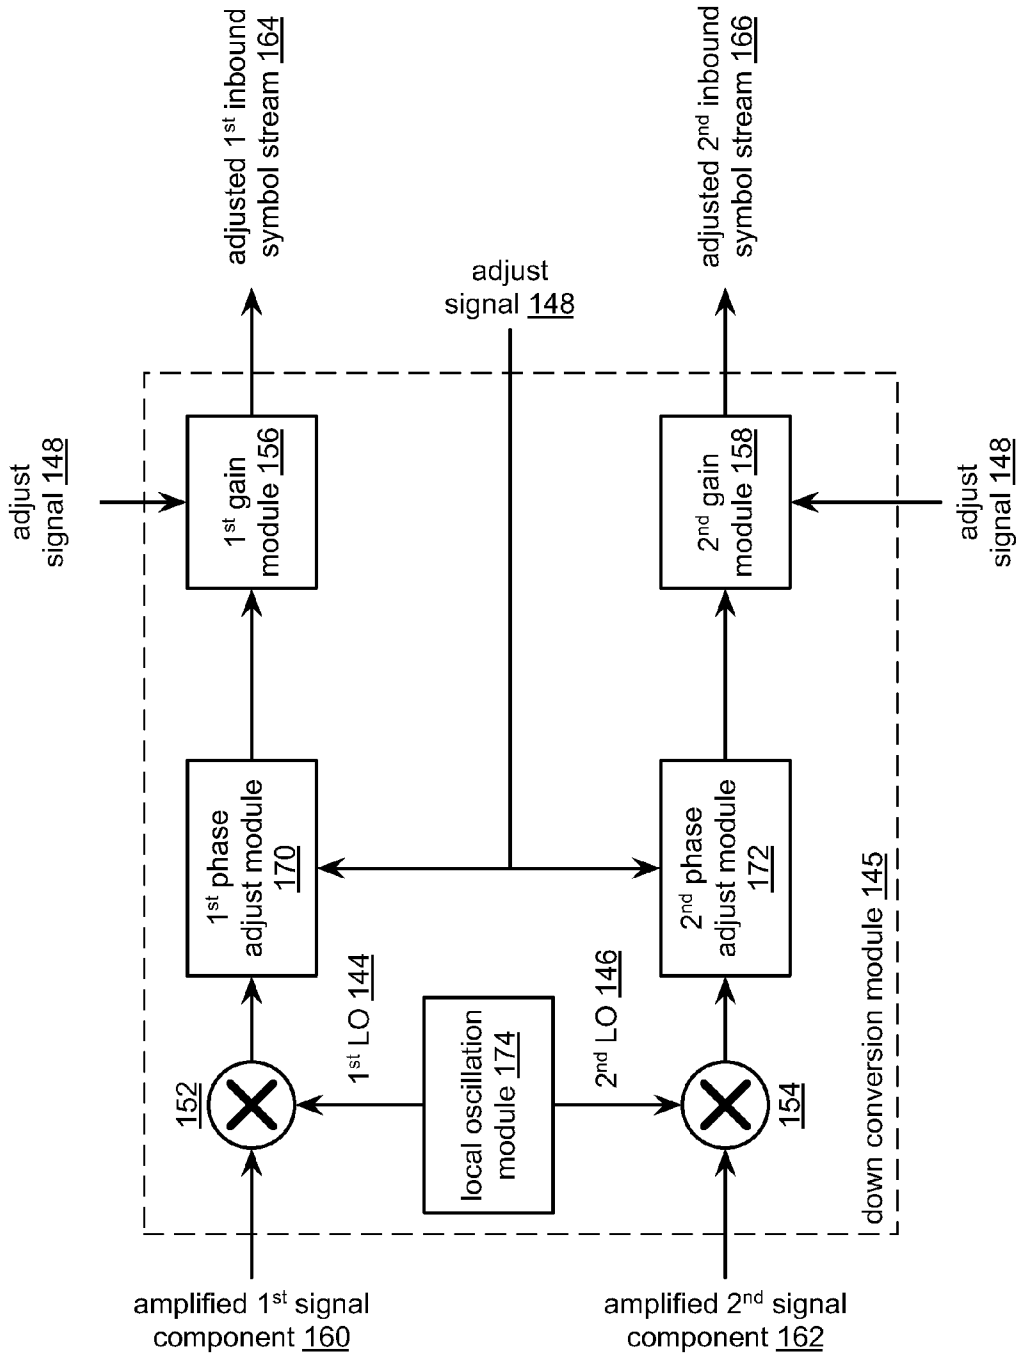 adjusted 1st inbound
symbol stream 164
adjusted 2nd inbound
symbol stream 166
adjust
signal 148
adjust
signal 148
1st gain
module 156
2nd gain
module 158
adjust
signal 148
1st phase
adjust module
170
2nd phase
adjust module
172
1st LO 144
2nd LO 146
152
local oscillation
module 174
154
down conversion module 145
amplified 1st signal
component 160
amplified 2nd signal
component 162